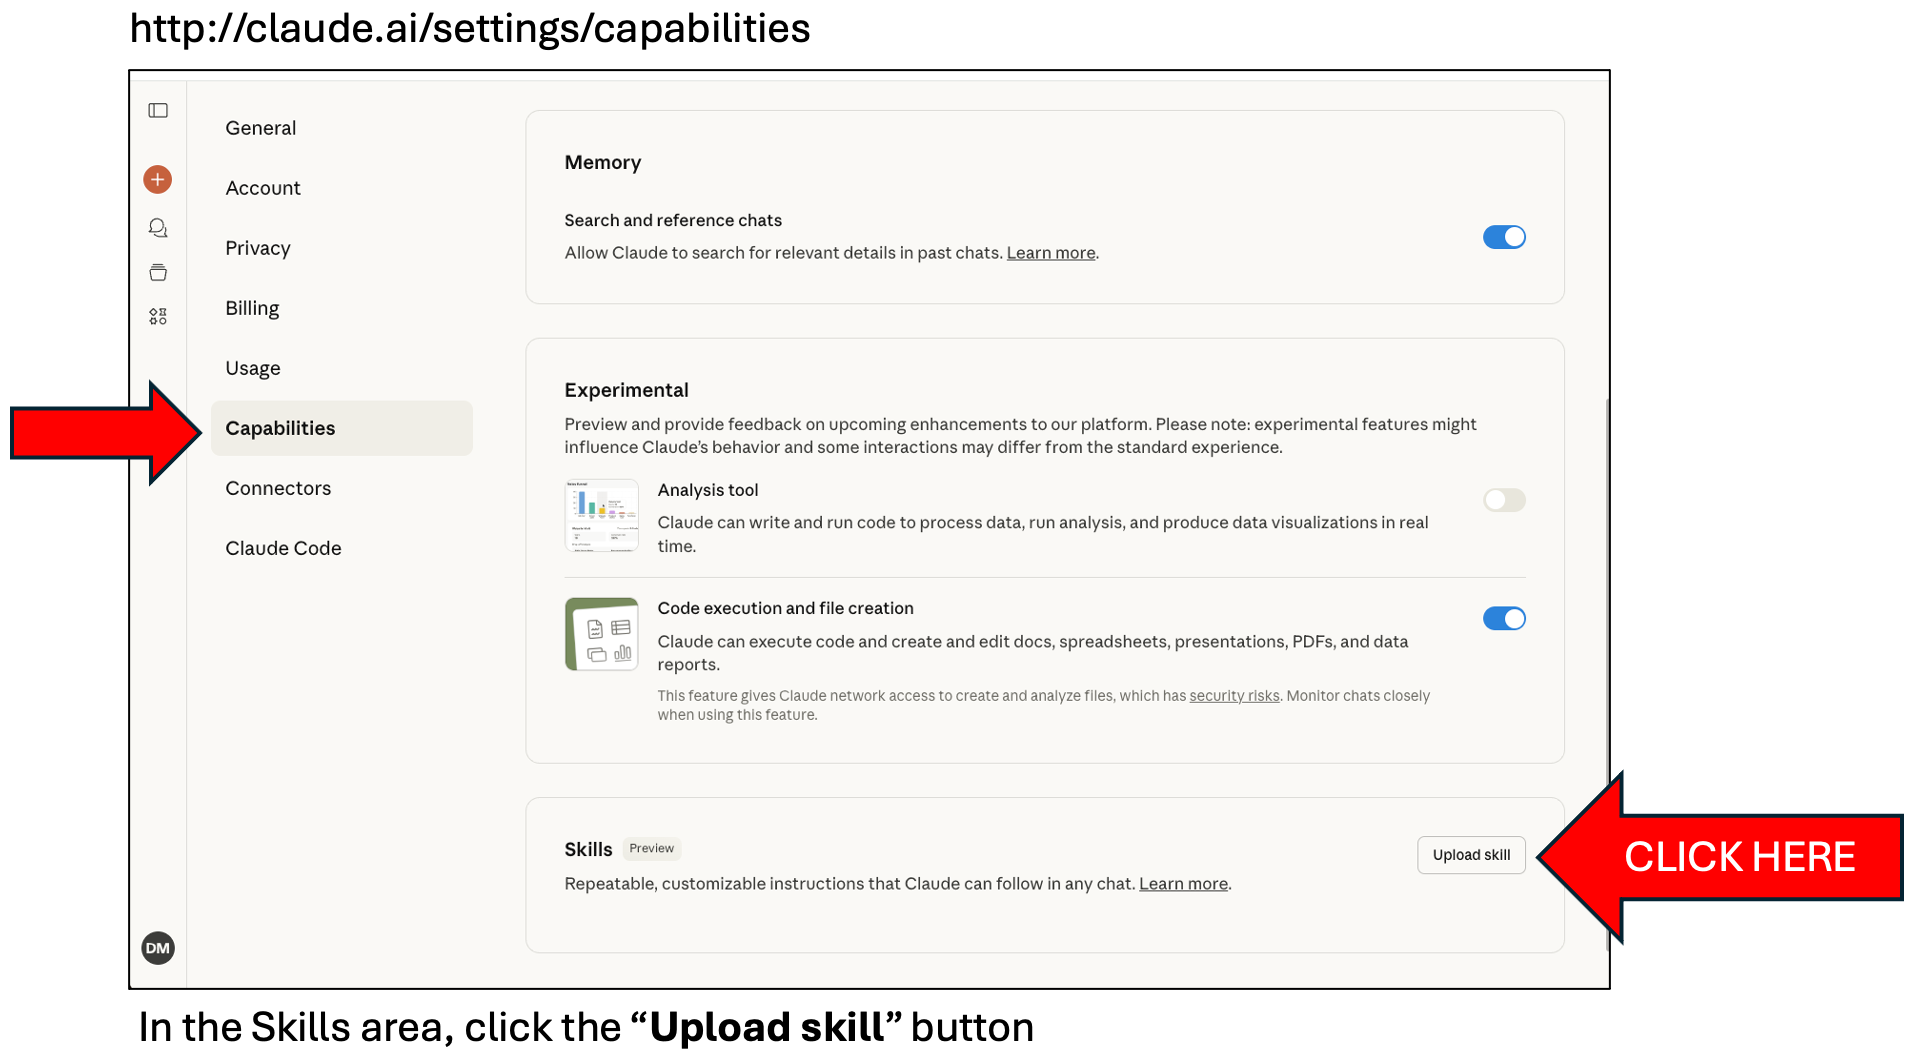 http://claude.ai/settings/capabilities
General
Account
Privacy
Billing
Usage
Capabilities
Connectors
Claude Code
Memory
Search and reference chats
Allow Claude to search for relevant details in past chats. Learn more.
Experimental
Preview and provide feedback on upcoming enhancements to our platform. Please note: experimental features might
influence Claude's behavior and some interactions may differ from the standard experience.
Analysis tool
Claude can write and run code to process data, run analysis, and produce data visualizations in real
time.
Code execution and file creation
Claude can execute code and create and edit docs, spreadsheets, presentations, PDFs, and data
reports.
This feature gives Claude network access to create and analyze files, which has security risks. Monitor chats closely
when using this feature.
Skills Preview
Upload skill
CLICK HERE
Repeatable, customizable instructions that Claude can follow in any chat. Learn more.
DM
In the Skills area, click the “Upload skill” button